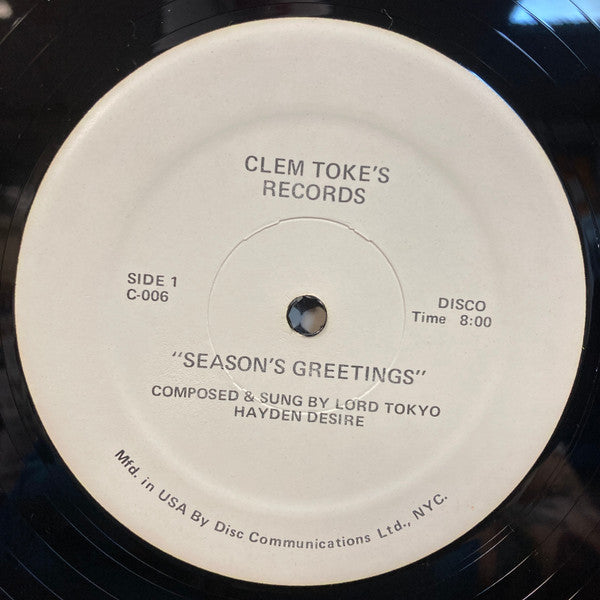 CLEM TOKE'S
RECORDS
SIDE 1
C-006
DISCO
Time 8:00
"SEASON'S GREETINGS"
COMPOSED & SUNG BY LORD TOKYO
HAYDEN DESIRE
Mfd. in USA By Disc Communications Ltd., NYC.